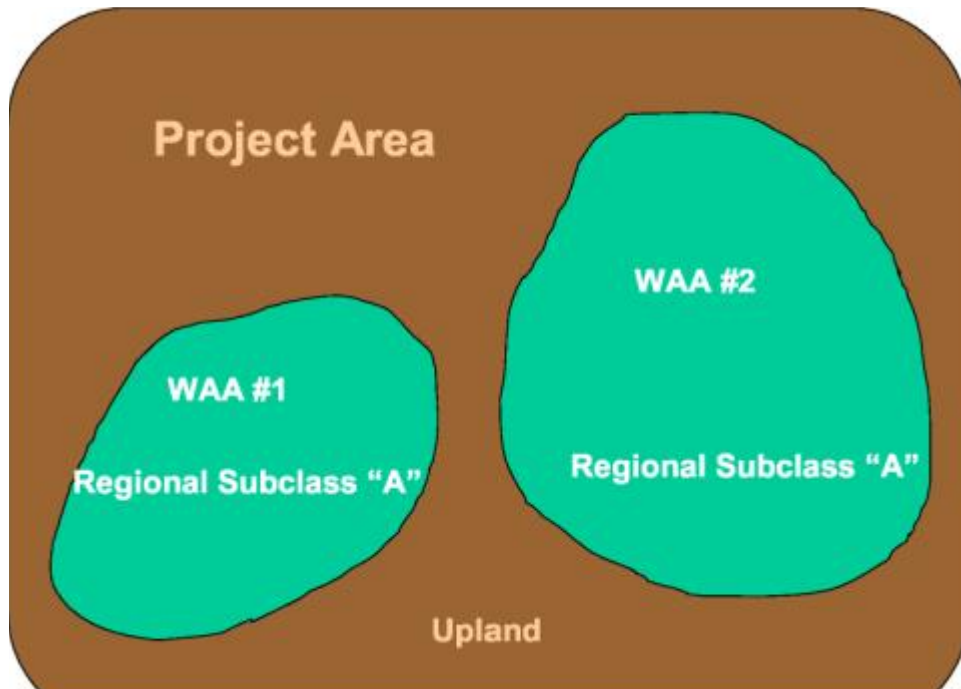 Project Area
WAA #2
WAA #1
Regional Subclass “A”
Regional Subclass “A”
Upland